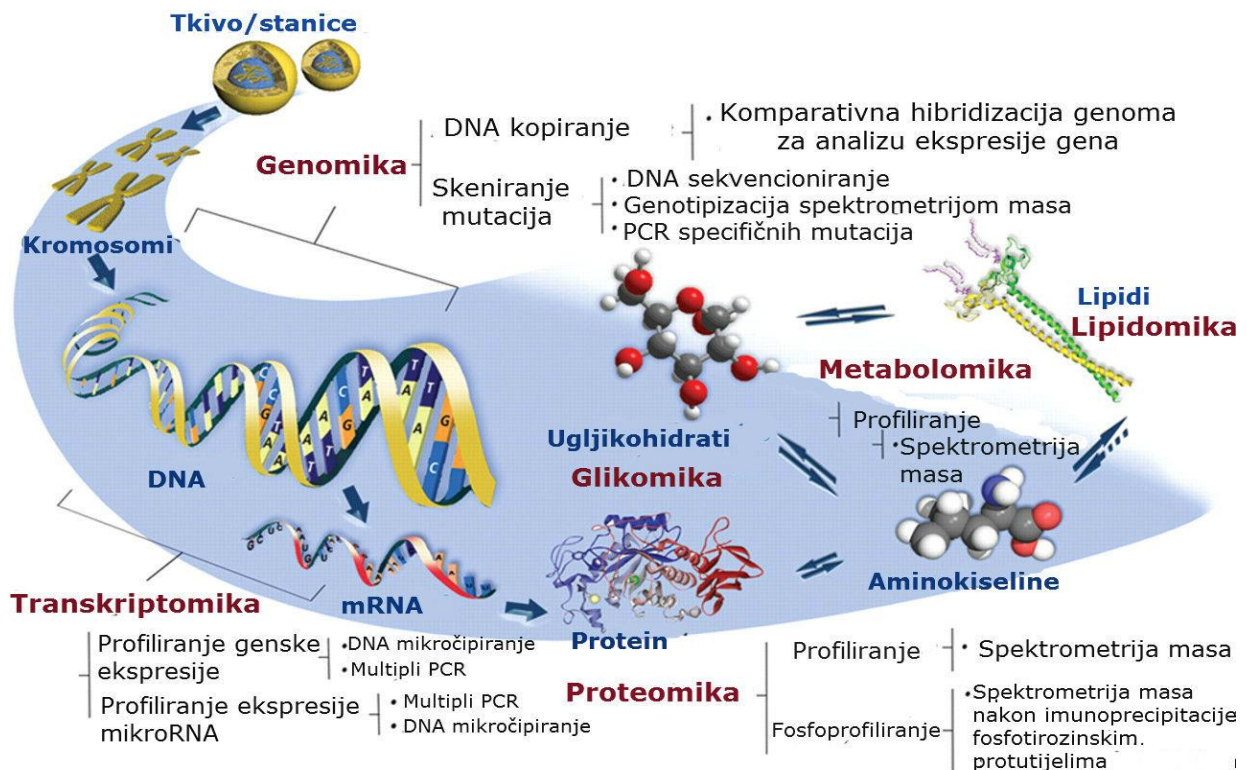 Tkivo/stanice
DNA kopiranje
· Komparativna hibridizacija genoma
za analizu ekspresije gena
Genomika
Skeniranje
mutacija
· DNA sekvencioniranje
· Genotipizacija spektrometrijom masa
· PCR specifičnih mutacija
Kromosomi
Lipidi
Lipidomika
Metabolomika
Profiliranje
· Spektrometrija
masa
Ugljikohidrati
Glikomika
DNA
Aminokiseline
Transkriptomika
mRNA
Protein
Profiliranje genske
ekspresije
· DNA mikročipiranje
· Multipli PCR
Profiliranje ekspresije
mikroRNA
· Multipli PCR
· DNA mikročipiranje
Proteomika
Profiliranje
· Spektrometrija masa
Fosfoprofiliranje
· Spektrometrija masa
nakon imunoprecipitacije
fosfotirozinskim.
protutijelima